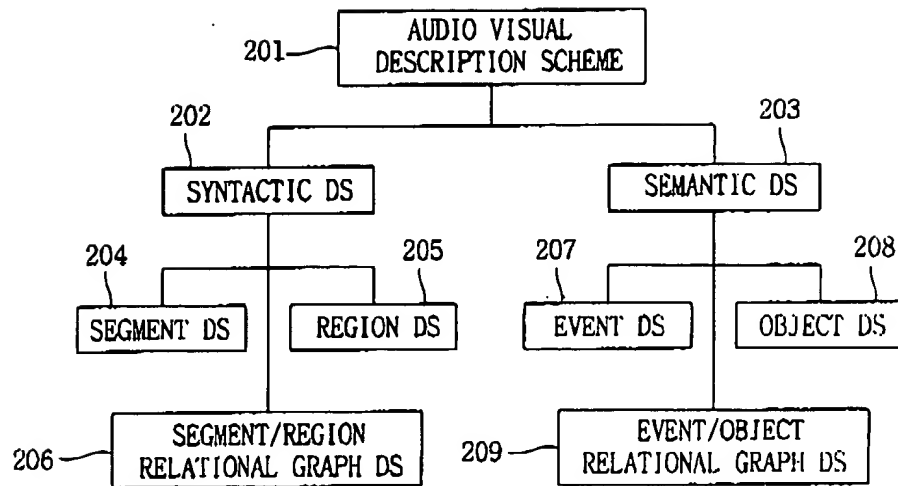 AUDIO VISUAL
DESCRIPTION SCHEME
201
202
203
SYNTACTIC DS
SEMANTIC DS
204
205
207
208
SEGMENT DS
REGION DS
EVENT DS
OBJECT DS
SEGMENT/REGION
RELATIONAL GRAPH DS
206
EVENT/OBJECT
RELATIONAL GRAPH DS
209